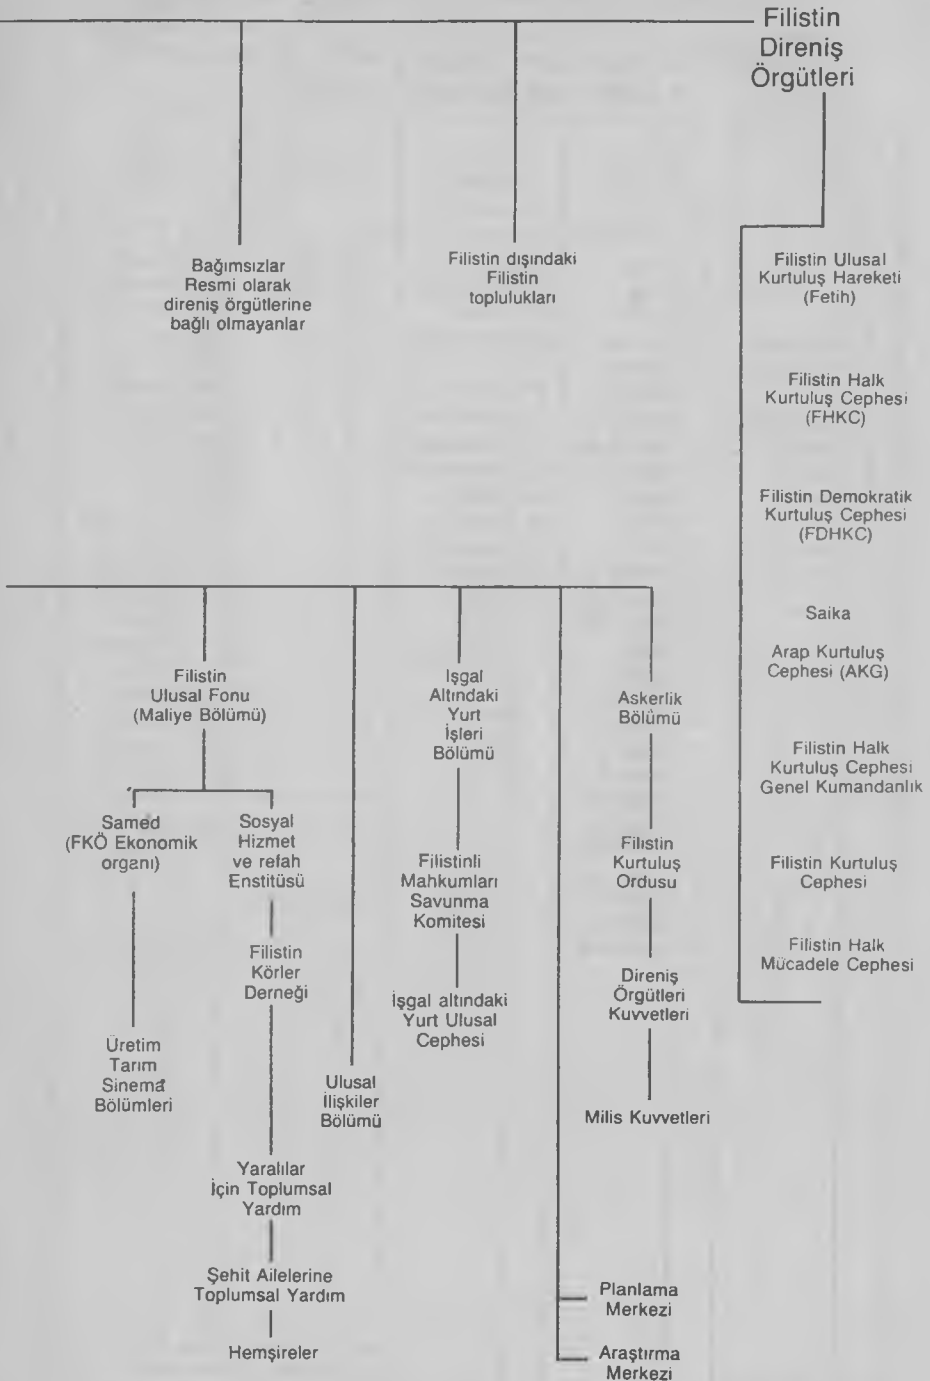 Filistin
Direniş
Örgütleri
Bağımsızlar
Resmi olarak
direniş örgütlerine
bağlı olmayanlar
Filistin dışındaki
Filistin
toplulukları
Filistin Ulusal
Kurtuluş Hareketi
(Fetih)
Filistin Halk
Kurtuluş Cephesi
(FHKC)
Filistin Demokratik
Kurtuluş Cephesi
(FDHKC)
Saika
Arap Kurtuluş
Cephesi (AKG)
Filistin Halk
Kurtuluş Cephesi
Genel Kumandanlık
Filistin Kurtuluş
Cephesi
Filistin Halk
Mücadele Cephesi
Filistin
Ulusal Fonu
(Maliye Bölümü)
Samed
(FKÖ Ekonomik
organı)
Üretim
Tarım
Sinema
Bölümleri
Sosyal
Hizmet
ve refah
Enstitüsü
Filistin
Körler
Derneği
Yaralılar
İçin Toplumsal
Yardım
Şehit Ailelerine
Toplumsal Yardım
Hemşireler
Ulusal
İlişkiler
Bölümü
Işgal
Altındaki
Yurt
İşleri
Bölümü
Filistinli
Mahkumları
Savunma
Komitesi
İşgal altındaki
Yurt Ulusal
Cephesi
Askerlik
Bölümü
Filistin
Kurtuluş
Ordusu
Direniş
Örgütleri
Kuvvetleri
Milis Kuvvetleri
Planlama
Merkezi
Araştırma
Merkezi